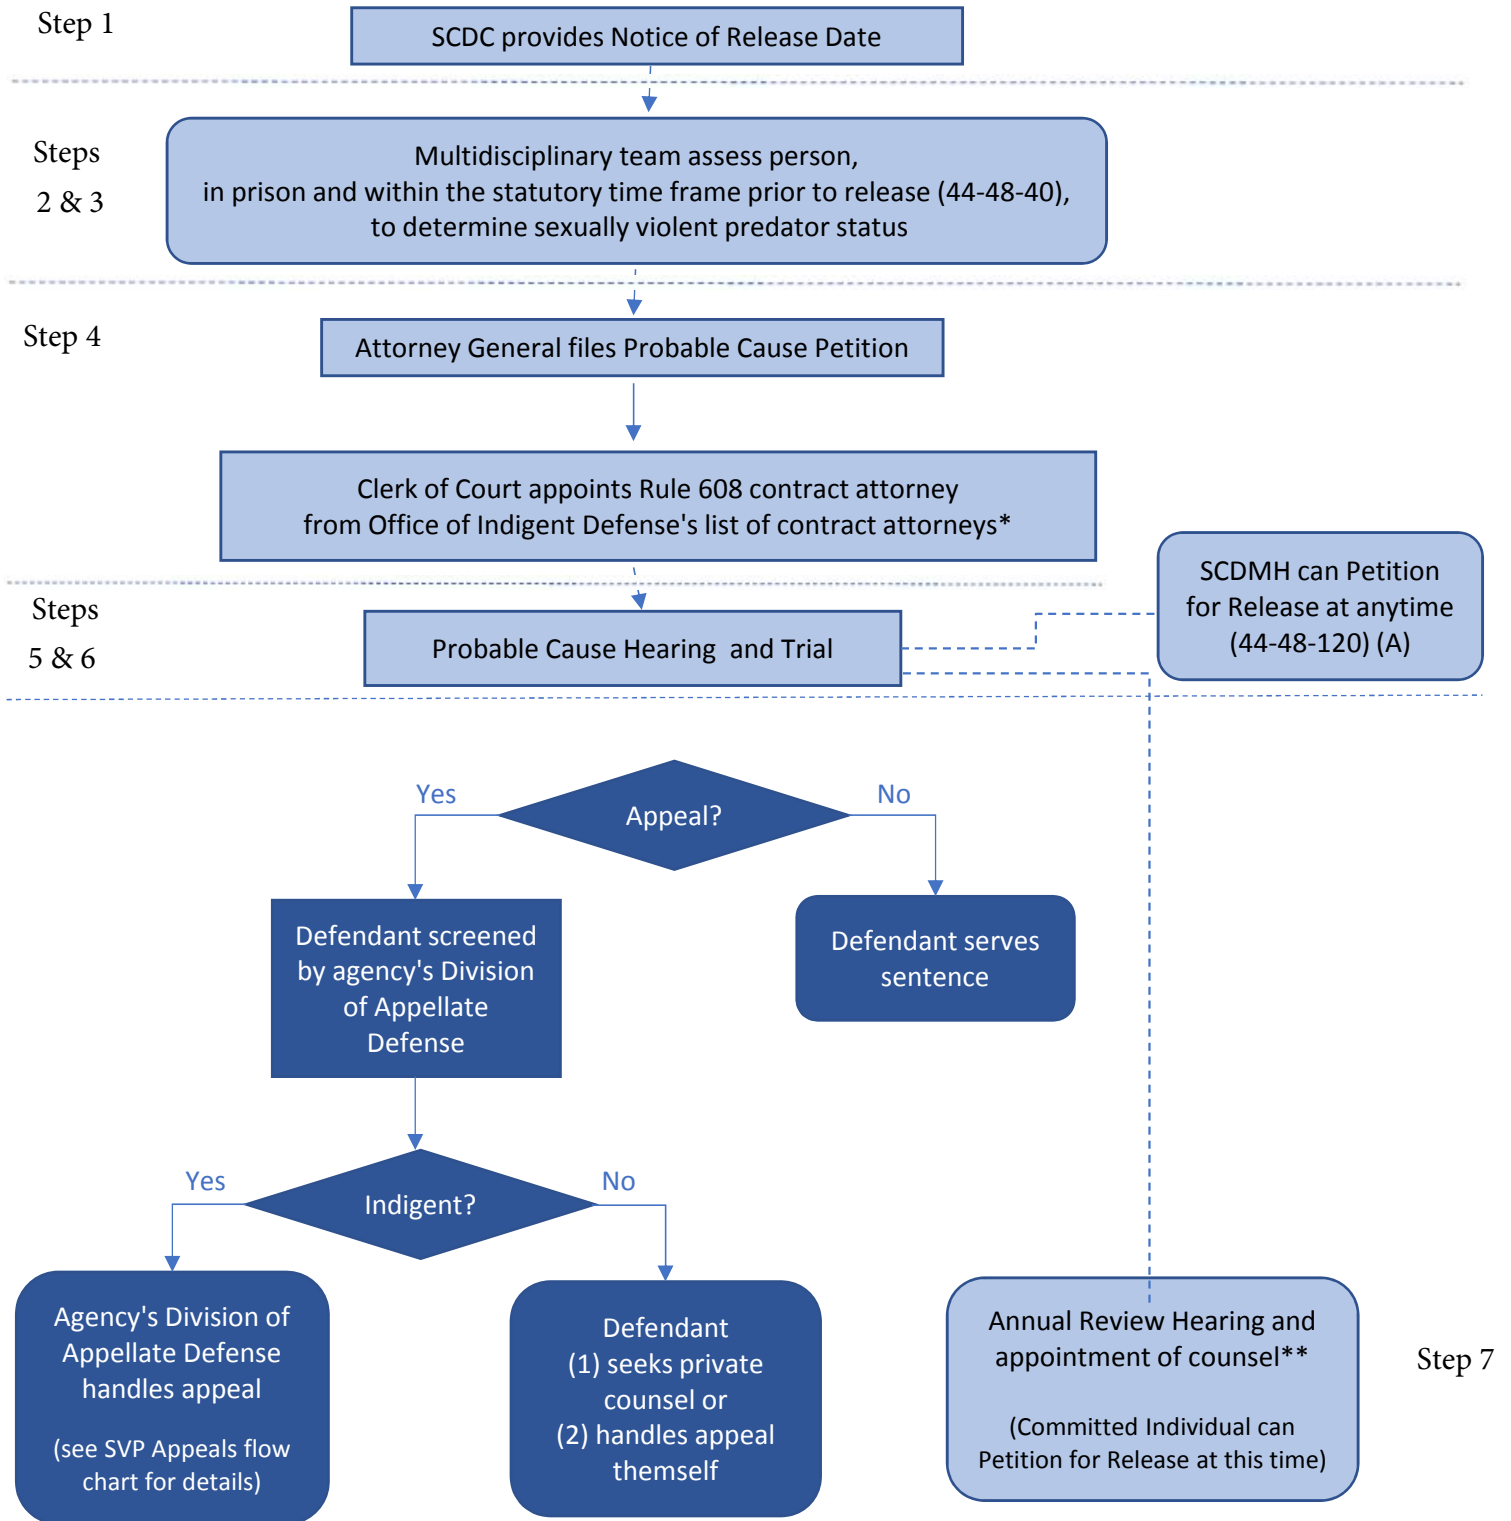 Step 1
SCDC provides Notice of Release Date
Steps
2 & 3
Multidisciplinary team assess person,
in prison and within the statutory time frame prior to release (44-48-40),
to determine sexually violent predator status
Step 4
Attorney General files Probable Cause Petition
Clerk of Court appoints Rule 608 contract attorney
from Office of Indigent Defense's list of contract attorneys*
SCDMH can Petition
for Release at anytime
(44-48-120) (A)
Steps
5 & 6
Probable Cause Hearing and Trial
Yes
Appeal?
No
Defendant screened
by agency's Division
of Appellate
Defense
Defendant serves
sentence
Yes
Indigent?
No
Agency's Division of
Appellate Defense
handles appeal
(see SVP Appeals flow
chart for details)
Defendant
(1) seeks private
counsel or
(2) handles appeal
themself
Annual Review Hearing and
appointment of counsel**
(Committed Individual can
Petition for Release at this time)
Step 7